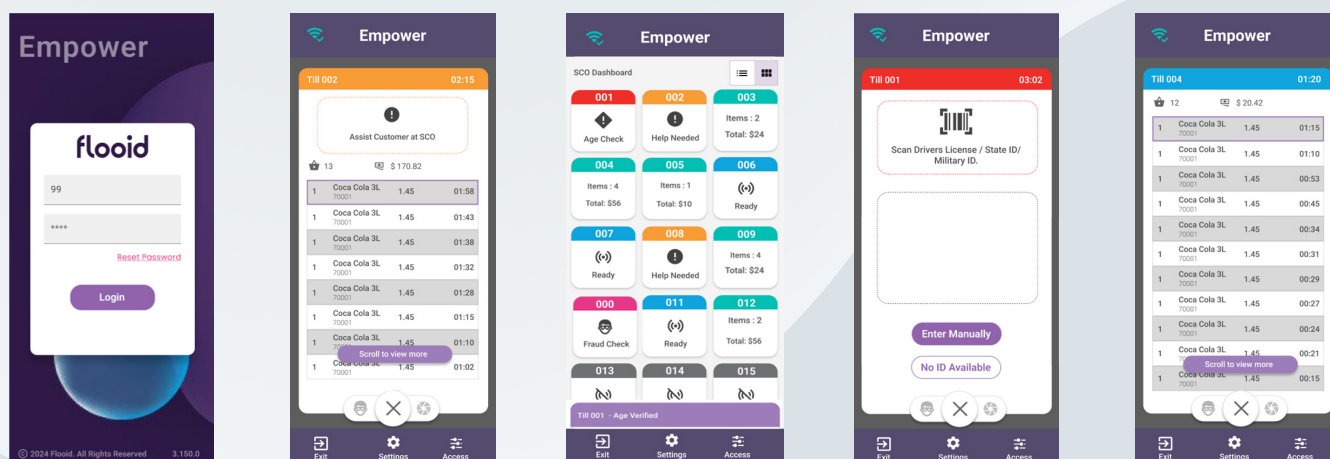 Empower
flooid
99
****
Reset Password
Login
© 2024 Flooid. All Rights Reserved 3.150.0
Empower
Till 002 02:15
Assist Customer at SCO
13 $ 170.82
1 Coca Cola 3L 1.45 01:58
70001
1 Coca Cola 3L 1.45 01:43
70001
1 Coca Cola 3L 1.45 01:38
70001
1 Coca Cola 3L 1.45 01:32
70001
1 Coca Cola 3L 1.45 01:28
70001
1 Coca Cola 3L 1.45 01:15
70001
1 Coca Cola 3L 1.45 01:10
Scroll to view more
1 Coca Cola 3L 1.45 01:02
70001
Exit Settings Access
Empower
SCO Dashboard
001 002 003
Age Check Help Needed Items : 2
Total: $24
004 005 006
Items : 4 Items : 1 Ready
Total: $56 Total: $10
007 008 009
Ready Help Needed Items : 4
Total: $24
000 011 012
Fraud Check Ready Items : 2
Total: $56
013 014 015
Till 001 - Age Verified
Exit Settings Access
Empower
Till 001 03:02
Scan Drivers License / State ID/
Military ID.
Enter Manually
No ID Available
Exit Settings Access
Empower
Till 004 01:20
12 $ 20.42
1 Coca Cola 3L 1.45 01:15
70001
1 Coca Cola 3L 1.45 01:10
70001
1 Coca Cola 3L 1.45 00:53
70001
1 Coca Cola 3L 1.45 00:45
70001
1 Coca Cola 3L 1.45 00:34
70001
1 Coca Cola 3L 1.45 00:31
70001
1 Coca Cola 3L 1.45 00:29
70001
1 Coca Cola 3L 1.45 00:27
70001
1 Coca Cola 3L 1.45 00:24
70001
1 Coca Cola 3L 1.45 00:21
Scroll to view more
1 Coca Cola 3L 1.45 00:15
70001
Exit Settings Access